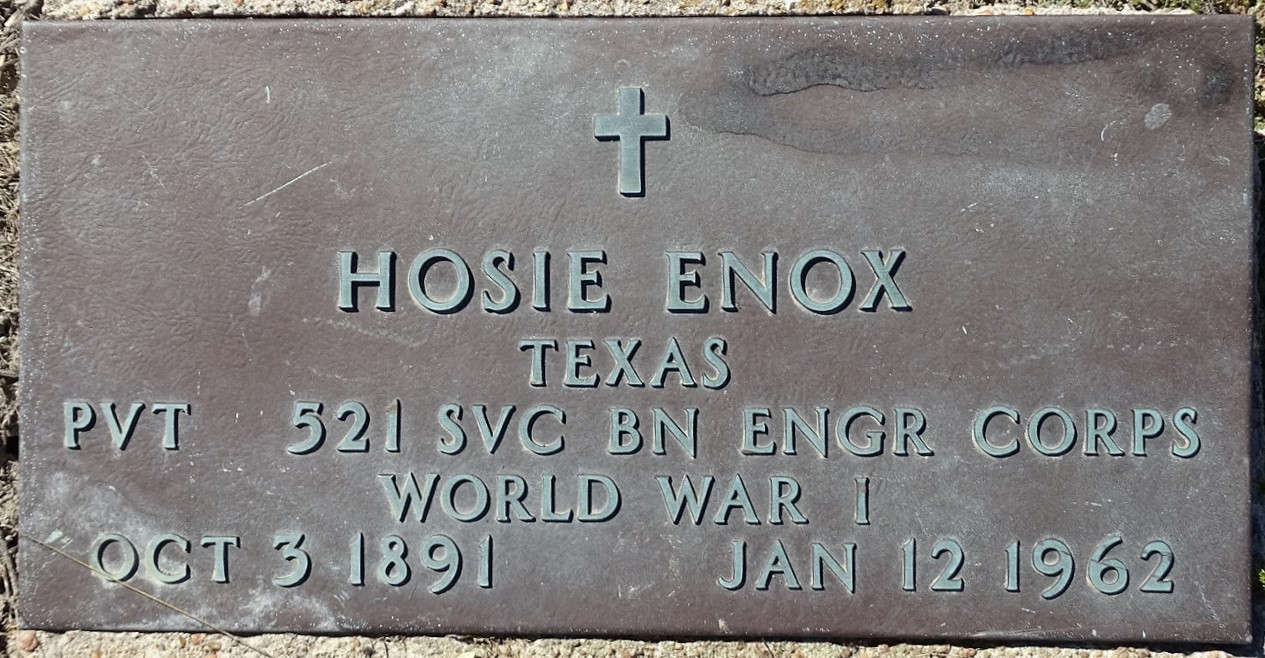 HOSIE ENOX
TEXAS
PVT 521 SVC BN ENGR CORPS
WORLD WAR I
OCT 3 1891 JAN 12 1962